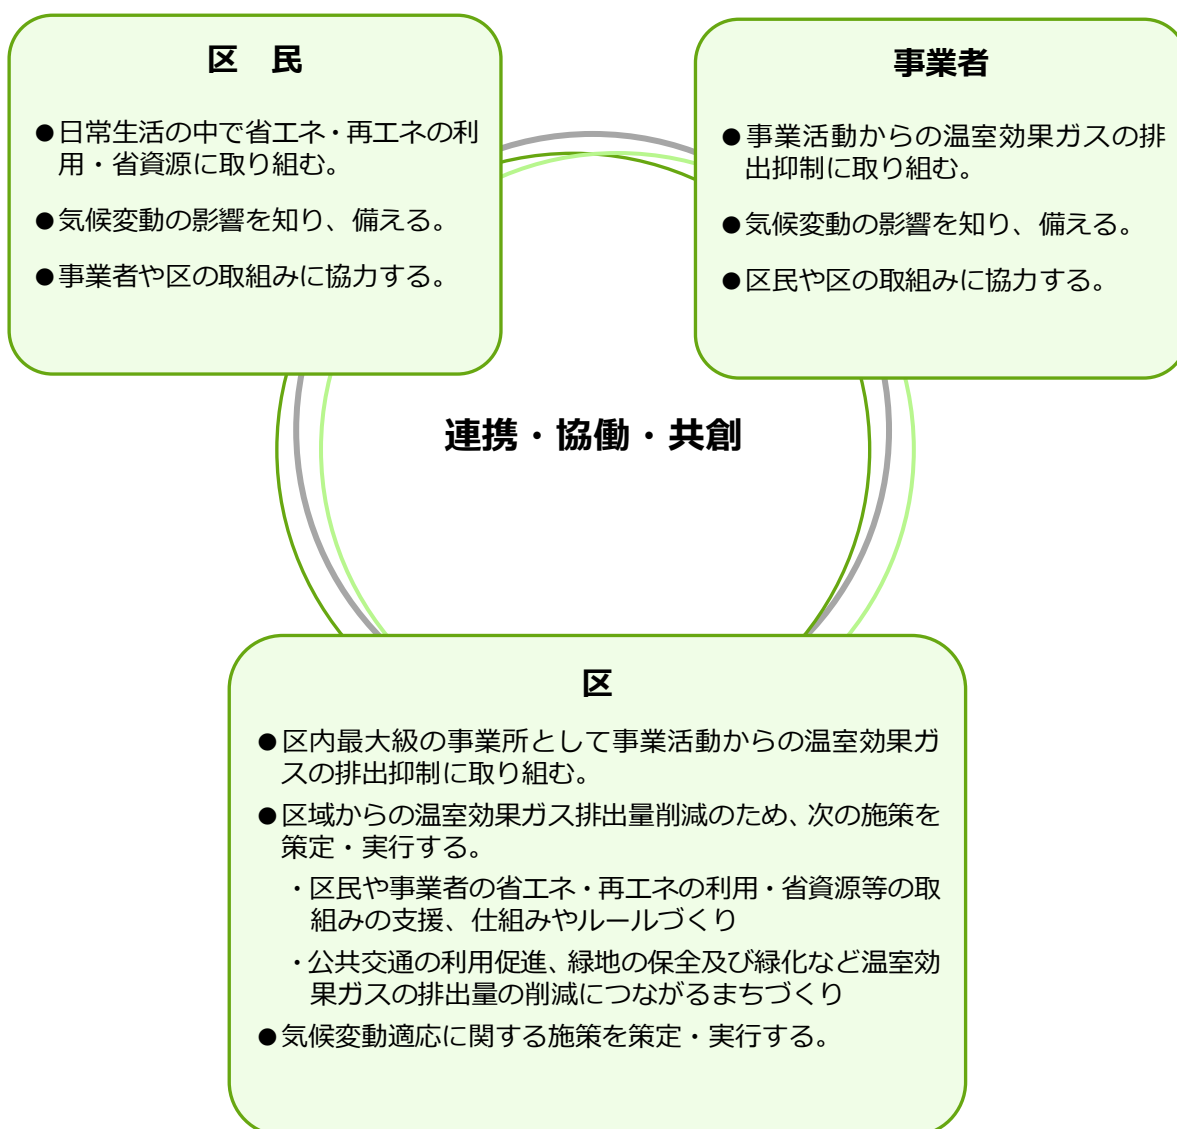 区　民
●日常生活の中で省エネ・再エネの利
用・省資源に取り組む。
●気候変動の影響を知り、備える。
●事業者や区の取組みに協力する。
事業者
●事業活動からの温室効果ガスの排
出抑制に取り組む。
●気候変動の影響を知り、備える。
●区民や区の取組みに協力する。
連携・協働・共創
区
●区内最大級の事業所として事業活動からの温室効果ガ
スの排出抑制に取り組む。
●区域からの温室効果ガス排出量削減のため、次の施策を
策定・実行する。
・区民や事業者の省エネ・再エネの利用・省資源等の取
組みの支援、仕組みやルールづくり
・公共交通の利用促進、緑地の保全及び緑化など温室効
果ガスの排出量の削減につながるまちづくり
●気候変動適応に関する施策を策定・実行する。